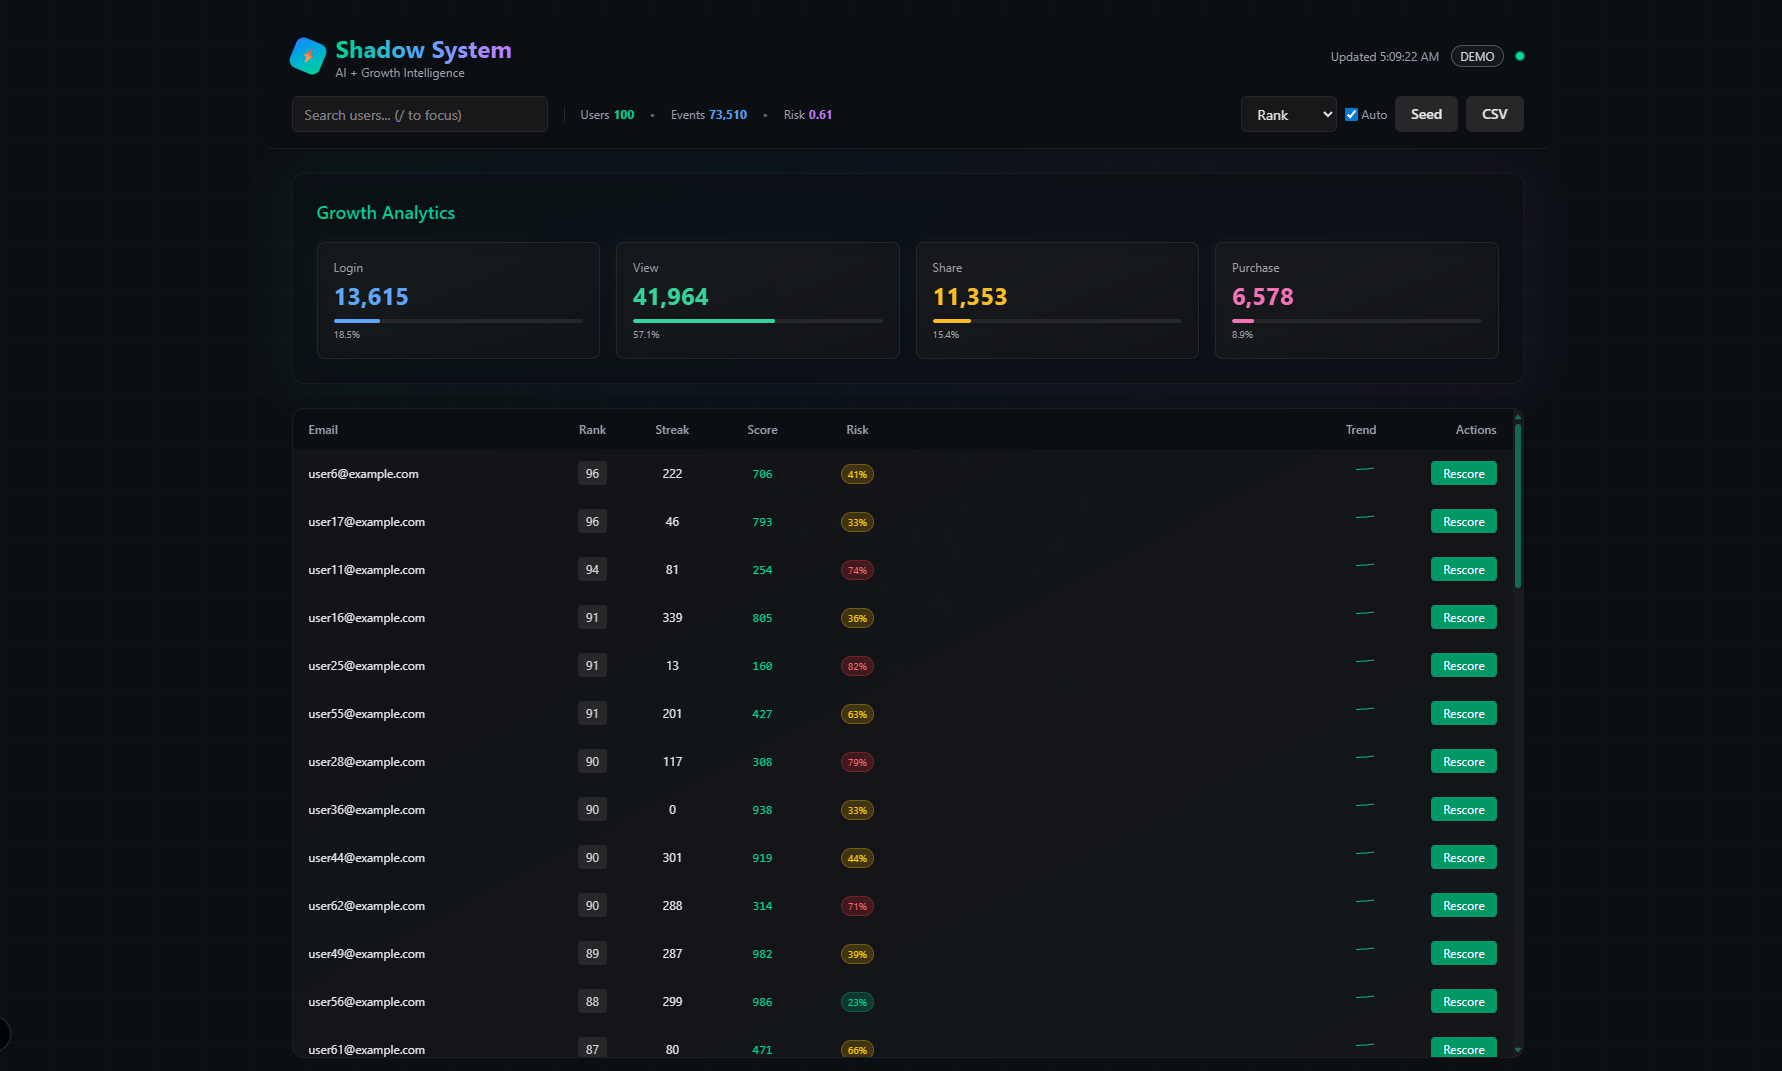 Shadow System
AI + Growth Intelligence
Updated 5:09:22 AM DEMO
Search users... (/ to focus)
Users 100 • Events 73,510 • Risk 0.61
Rank Auto Seed CSV
Growth Analytics
Login
13,615
18.5%
View
41,964
57.1%
Share
11,353
15.4%
Purchase
6,578
8.9%
Email Rank Streak Score Risk Trend Actions
user6@example.com 96 222 706 41% Rescore
user17@example.com 96 46 793 33% Rescore
user11@example.com 94 81 254 74% Rescore
user16@example.com 91 339 805 36% Rescore
user25@example.com 91 13 160 82% Rescore
user55@example.com 91 201 427 63% Rescore
user28@example.com 90 117 308 79% Rescore
user36@example.com 90 0 938 33% Rescore
user44@example.com 90 301 919 44% Rescore
user62@example.com 90 288 314 71% Rescore
user49@example.com 89 287 982 39% Rescore
user56@example.com 88 299 986 23% Rescore
user61@example.com 87 80 471 66% Rescore